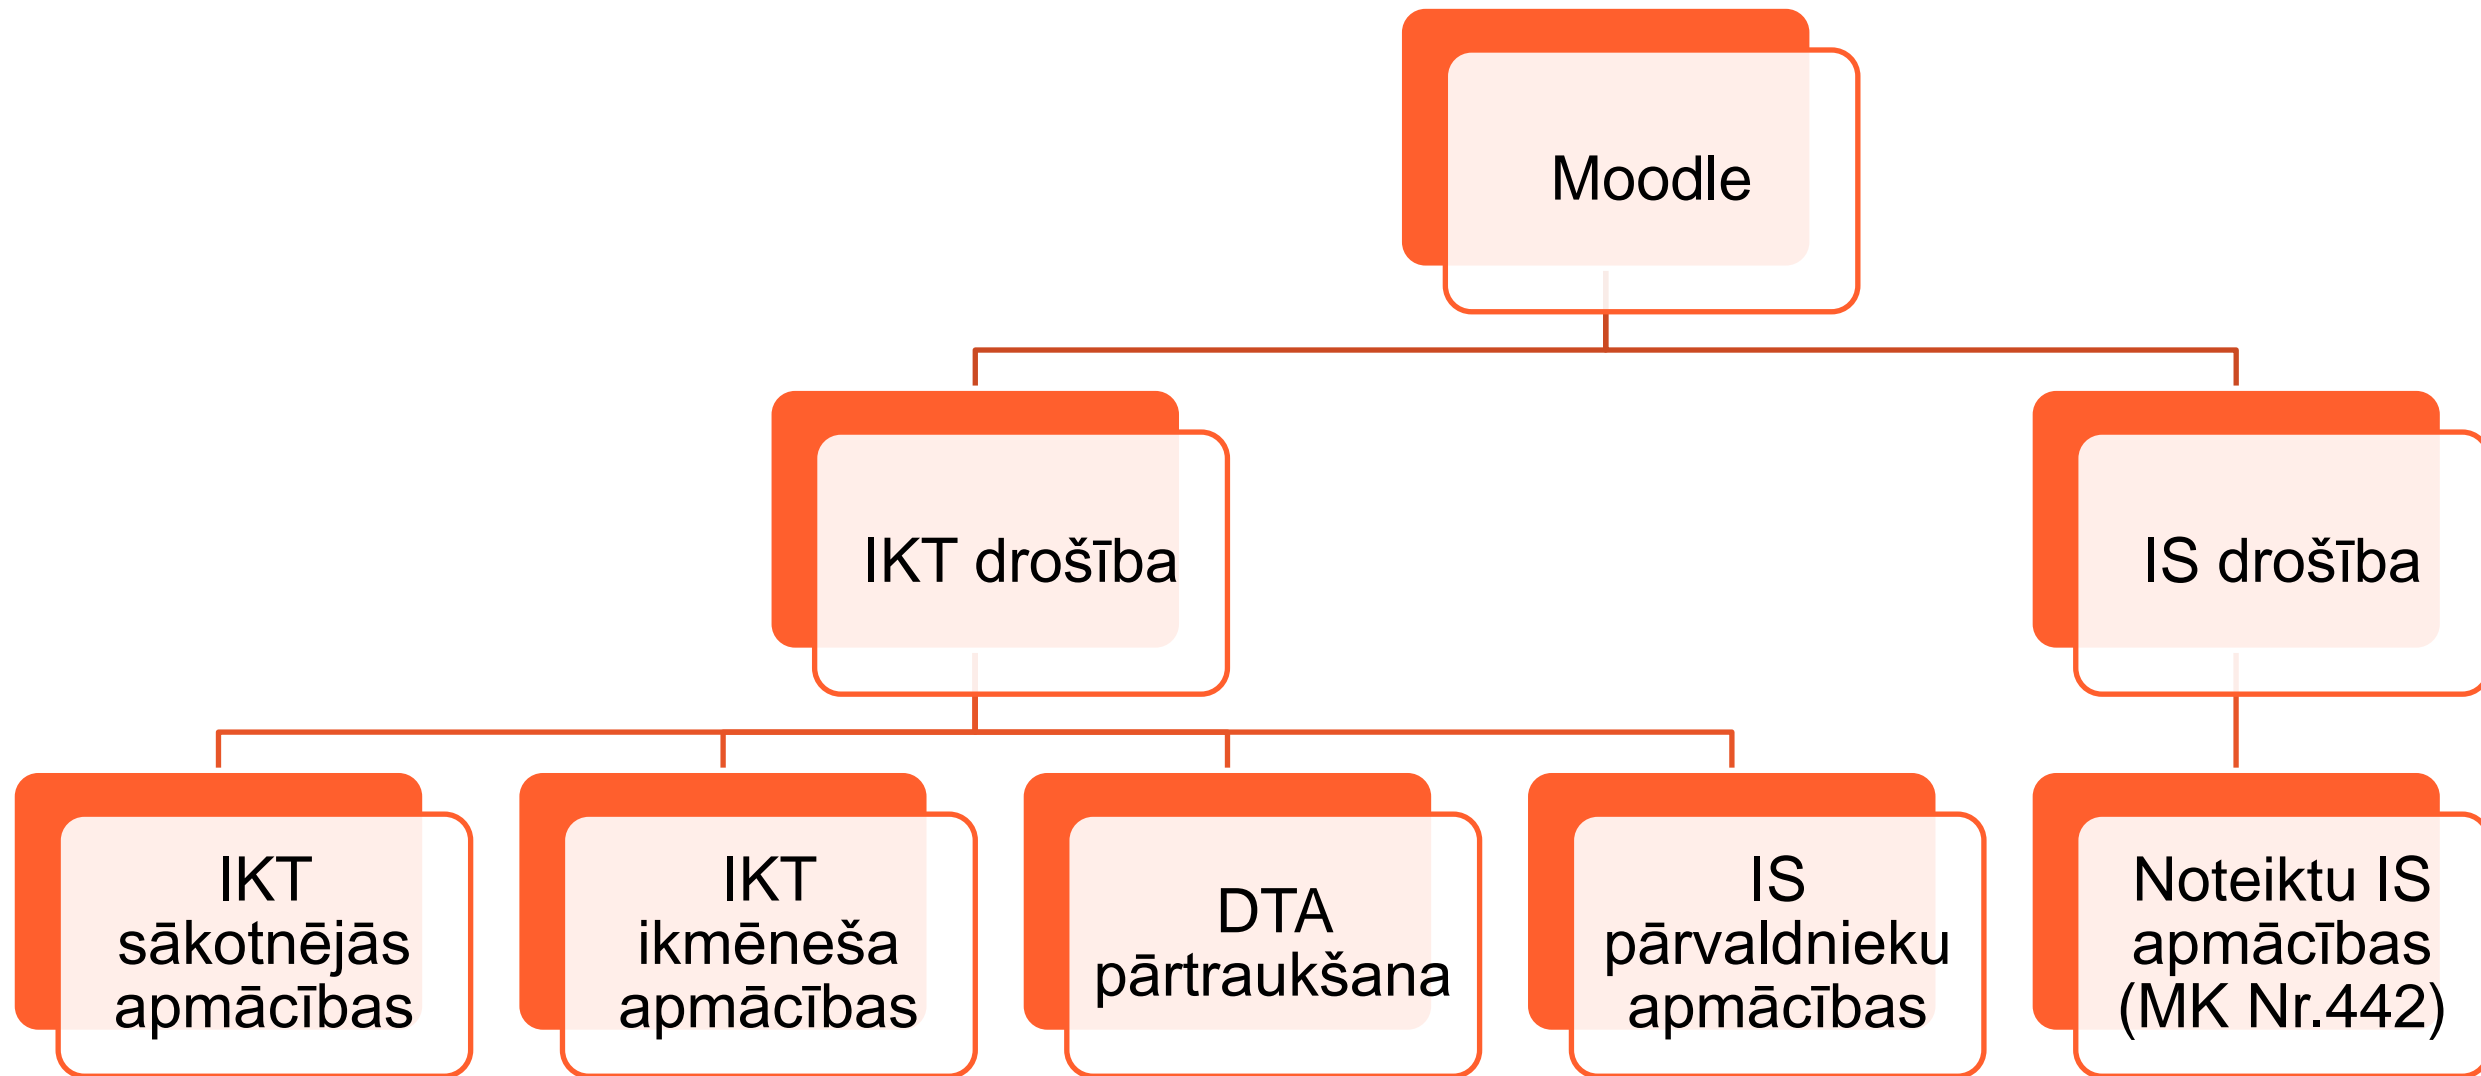 Moodle
IKT drošība
IS drošība
IKT
sākotnējās
apmācības
IKT
ikmēneša
apmācības
DTA
pārtraukšana
IS
pārvaldnieku
apmācības
Noteiktu IS
apmācības
(MK Nr.442)